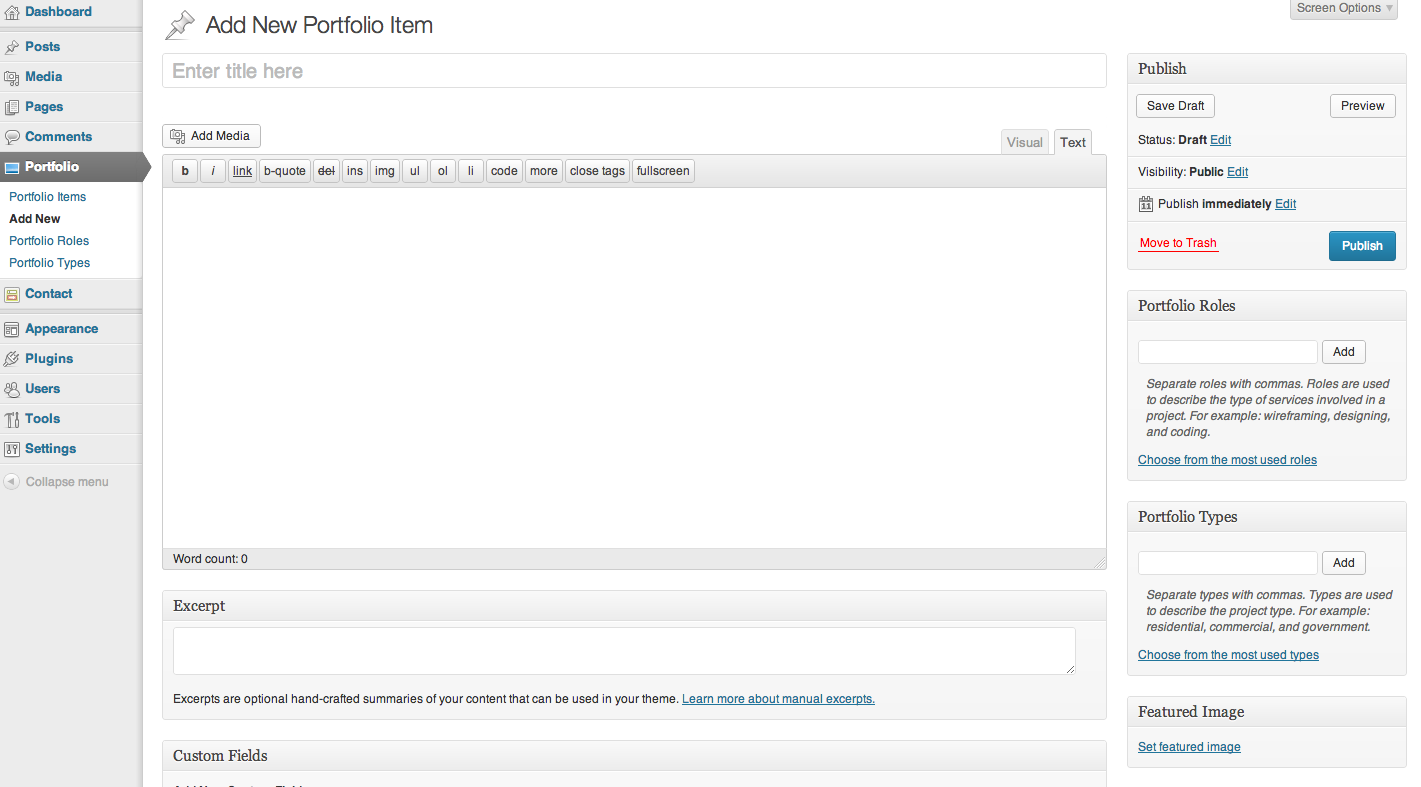 Dashboard
Posts
Media
Pages
Comments
Portfolio
Portfolio Items
Add New
Portfolio Roles
Portfolio Types
Contact
Appearance
Plugins
Users
Tools
Settings
Collapse menu
Screen Options
Add New Portfolio Item
Enter title here
Add Media
Visual Text
b i link b-quote del ins img ul ol li code more close tags fullscreen
Word count: 0
Excerpt
Excerpts are optional hand-crafted summaries of your content that can be used in your theme. Learn more about manual excerpts.
Custom Fields
Publish
Save Draft Preview
Status: Draft Edit
Visibility: Public Edit
11 Publish immediately Edit
Move to Trash Publish
Portfolio Roles
Add
Separate roles with commas. Roles are used
to describe the type of services involved in a
project. For example: wireframing, designing,
and coding.
Choose from the most used roles
Portfolio Types
Add
Separate types with commas. Types are used
to describe the project type. For example:
residential, commercial, and government.
Choose from the most used types
Featured Image
Set featured image